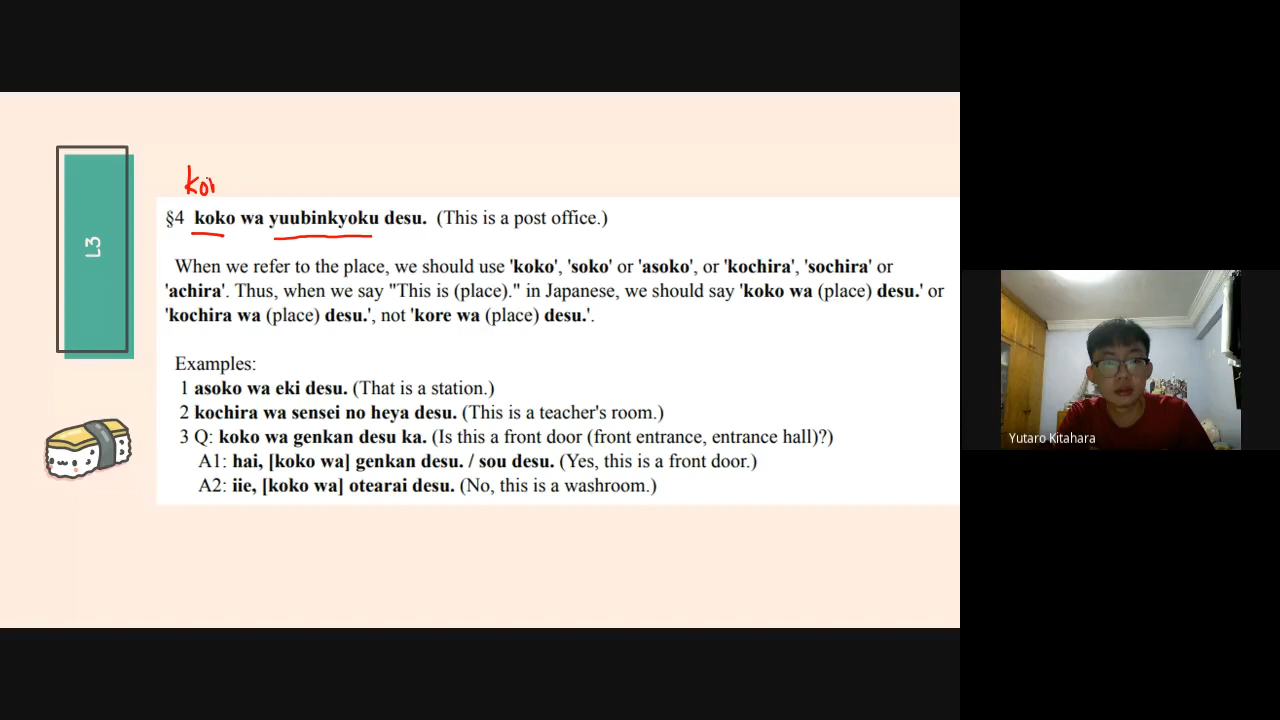 L3
ko
§4 koko wa yuubinkyoku desu. (This is a post office.)
When we refer to the place, we should use 'koko', 'soko' or 'asoko', or 'kochira', 'sochira' or
'achira'. Thus, when we say "This is (place)." in Japanese, we should say 'koko wa (place) desu.' or
'kochira wa (place) desu.', not 'kore wa (place) desu.'.
Examples:
1 asoko wa eki desu. (That is a station.)
2 kochira wa sensei no heya desu. (This is a teacher's room.)
3 Q: koko wa genkan desu ka. (Is this a front door (front entrance, entrance hall)?)
A1: hai, [koko wa] genkan desu. / sou desu. (Yes, this is a front door.)
A2: iie, [koko wa] otearai desu. (No, this is a washroom.)
Yutaro Kitahara